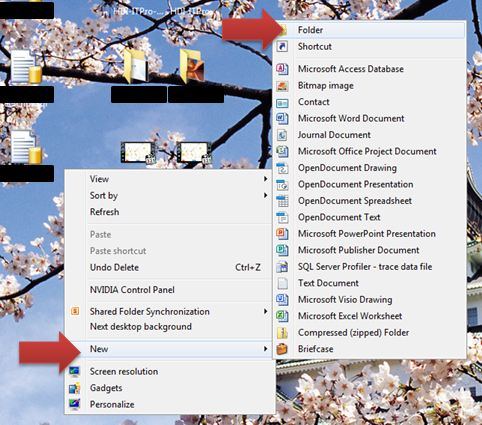 Folder
Shortcut
Microsoft Access Database
Bitmap image
Contact
Microsoft Word Document
Journal Document
Microsoft Office Project Document
OpenDocument Drawing
OpenDocument Presentation
OpenDocument Spreadsheet
OpenDocument Text
Microsoft PowerPoint Presentation
Microsoft Publisher Document
SQL Server Profiler - trace data file
Text Document
Microsoft Visio Drawing
Microsoft Excel Worksheet
Compressed (zipped) Folder
Briefcase
View
Sort by
Refresh
Paste
Paste shortcut
Undo Delete Ctrl+Z
NVIDIA Control Panel
Shared Folder Synchronization
Next desktop background
New
Screen resolution
Gadgets
Personalize